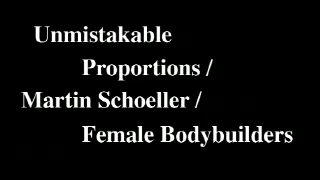 Unmistakable
Proportions /
Martin Schoeller /
Female Bodybuilders